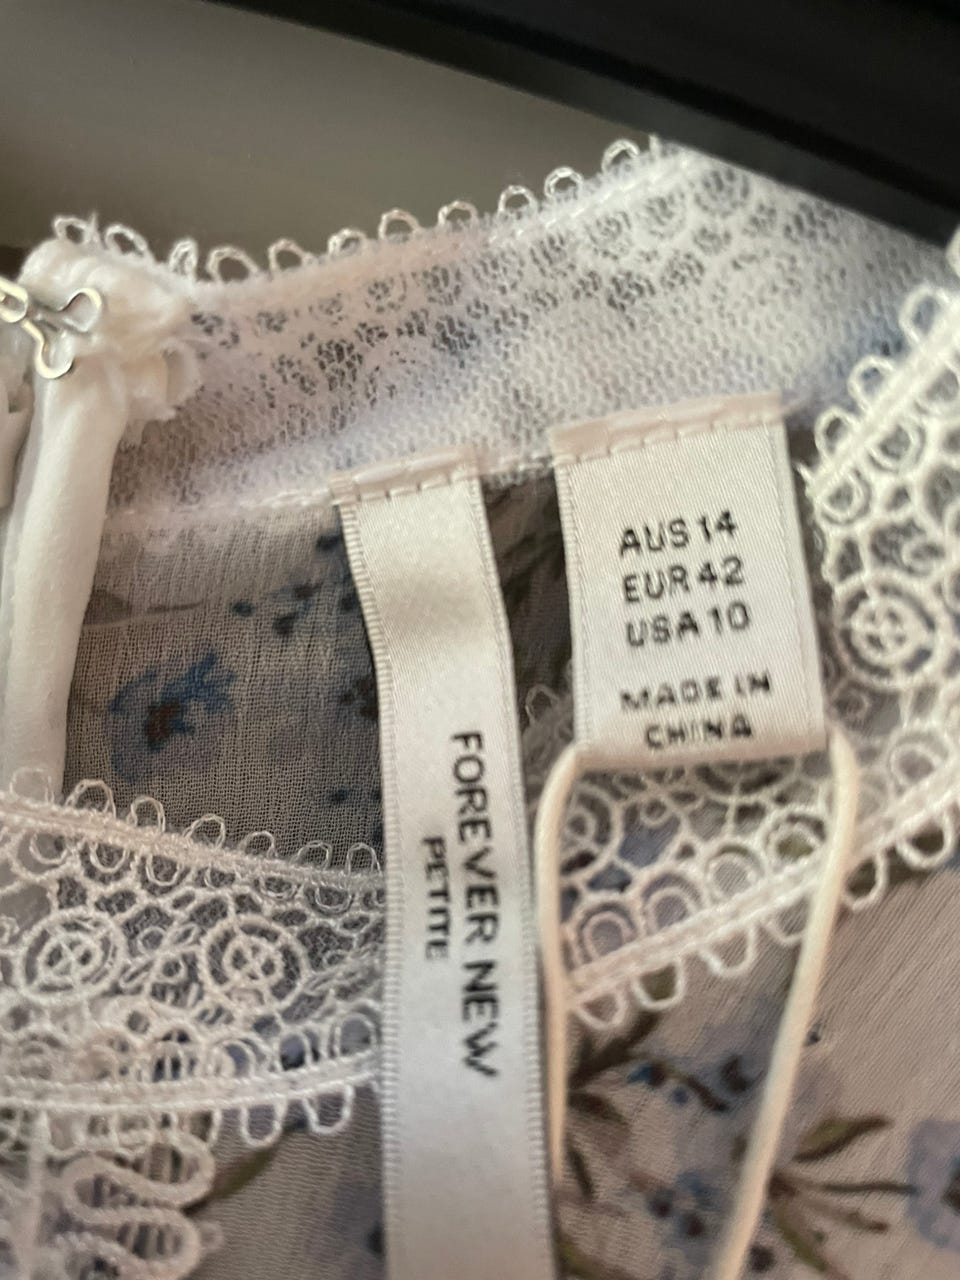 FOREVER NEW
PETITE
AUS 14
EUR 42
USA 10
MADE IN
CHINA